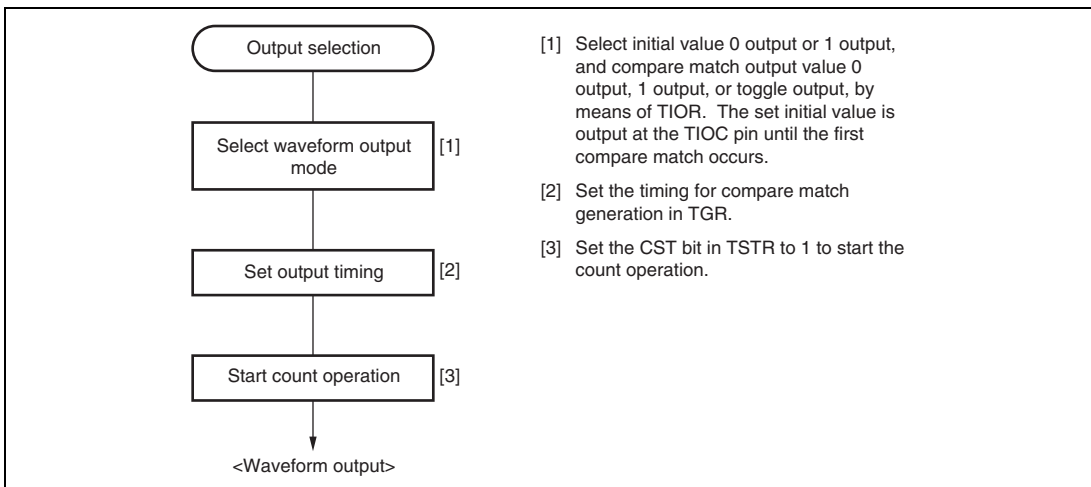 Output selection
Select waveform output
mode
[1]
Set output timing
[2]
Start count operation
[3]
<Waveform output>
[1] Select initial value 0 output or 1 output,
and compare match output value 0
output, 1 output, or toggle output, by
means of TIOR. The set initial value is
output at the TIOC pin until the first
compare match occurs.
[2] Set the timing for compare match
generation in TGR.
[3] Set the CST bit in TSTR to 1 to start the
count operation.